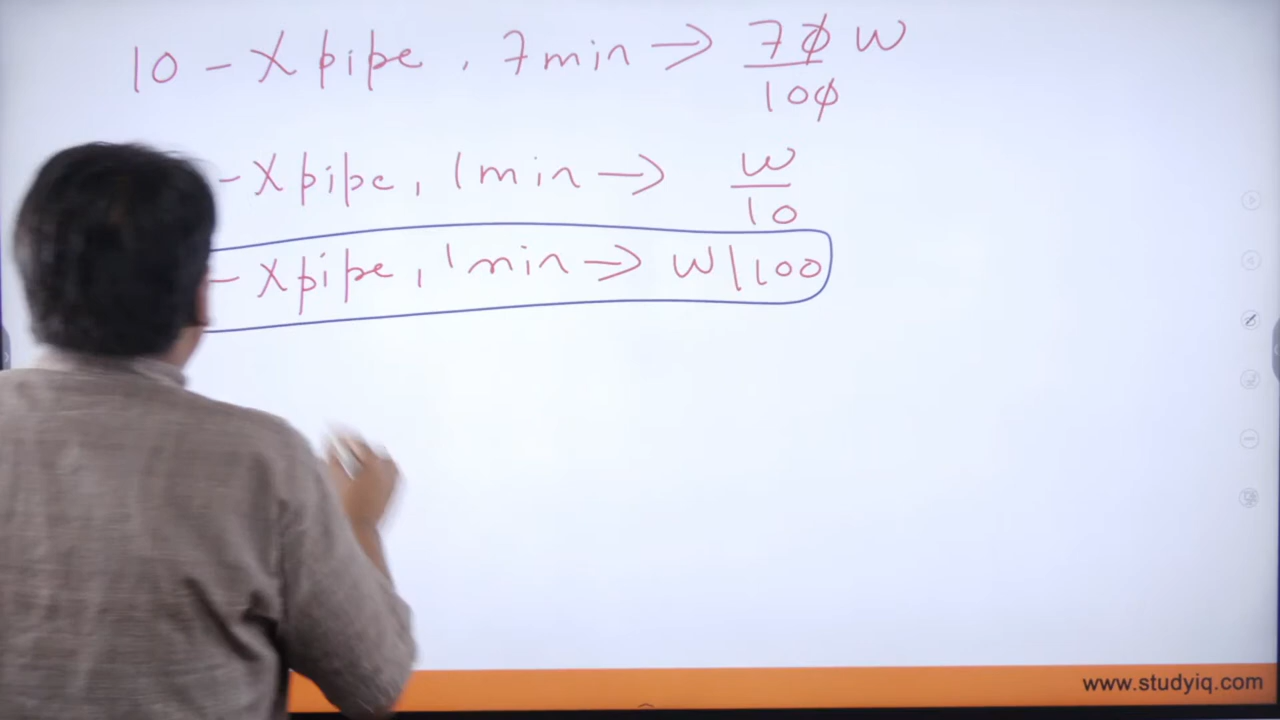 10 - X pipe, 7 min → 70/100 W
- X pipe, 1 min → W/10
- X pipe, 1 min → W/100
www.studyiq.com